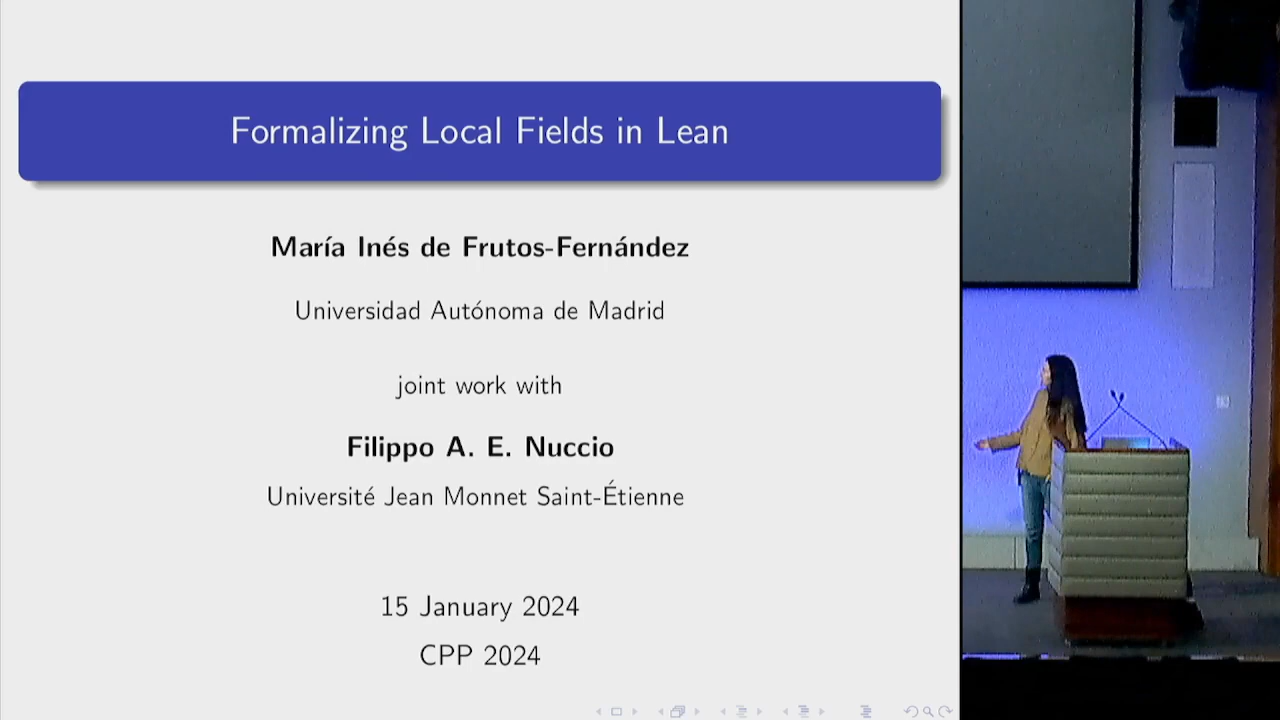 Formalizing Local Fields in Lean
María Inés de Frutos-Fernández
Universidad Autónoma de Madrid
joint work with
Filippo A. E. Nuccio
Université Jean Monnet Saint-Étienne
15 January 2024
CPP 2024